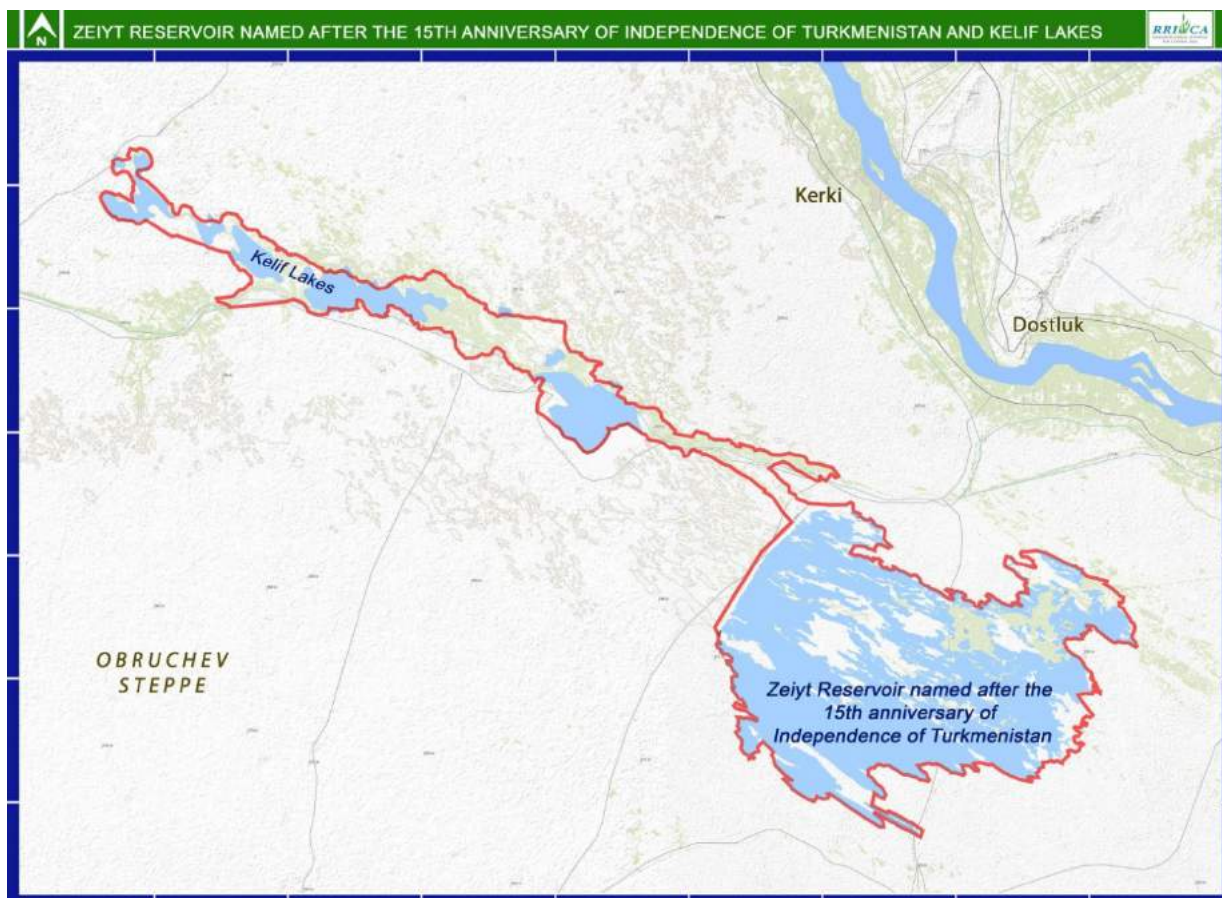 N
ZEIYT RESERVOIR NAMED AFTER THE 15TH ANNIVERSARY OF INDEPENDENCE OF TURKMENISTAN AND KELIF LAKES
RRIWCA
Kerki
Kelif Lakes
Dostluk
OBRUCHEV
STEPPE
Zeiyt Reservoir named after the
15th anniversary of
Independence of Turkmenistan